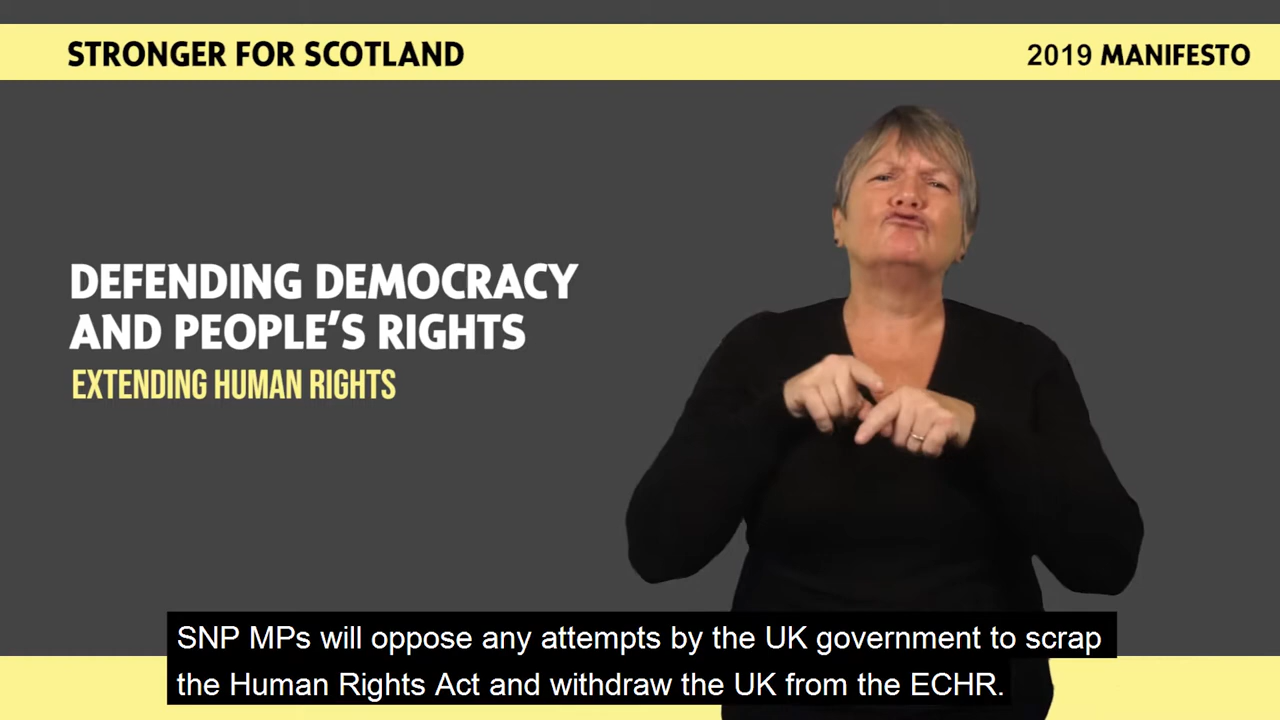 STRONGER FOR SCOTLAND
2019 MANIFESTO
DEFENDING DEMOCRACY
AND PEOPLE'S RIGHTS
EXTENDING HUMAN RIGHTS
SNP MPs will oppose any attempts by the UK government to scrap
the Human Rights Act and withdraw the UK from the ECHR.